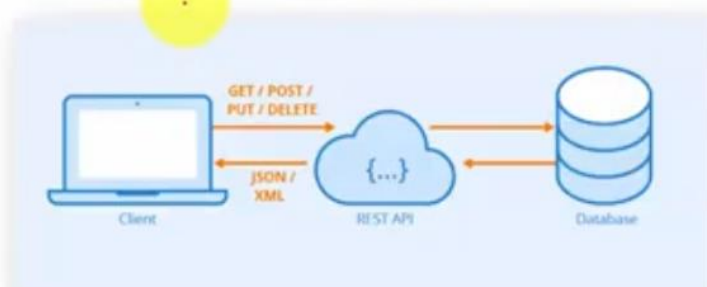 GET / POST /
PUT / DELETE
{...}
JSON /
XML
Client
REST API
Database